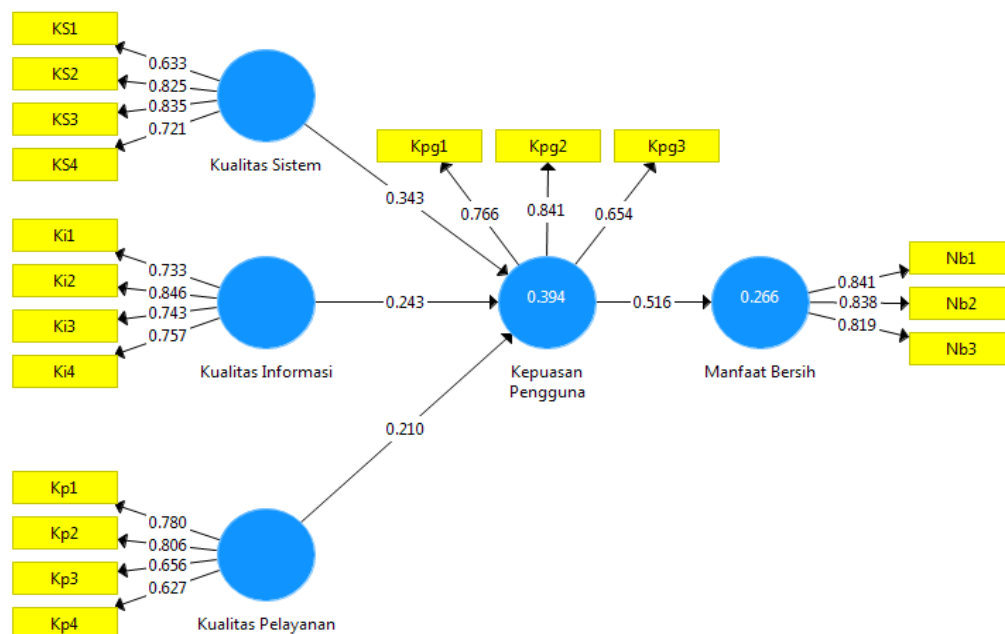 KS1
KS2
KS3
KS4
0.633
0.825
0.835
0.721
Kualitas Sistem
0.343
Kpg1
Kpg2
Kpg3
0.766
0.841
0.654
Ki1
Ki2
Ki3
Ki4
0.733
0.846
0.743
0.757
Kualitas Informasi
0.243
0.394
Kepuasan
Pengguna
0.516
0.266
Manfaat Bersih
0.841
0.838
0.819
Nb1
Nb2
Nb3
0.210
Kp1
Kp2
Kp3
Kp4
0.780
0.806
0.656
0.627
Kualitas Pelayanan